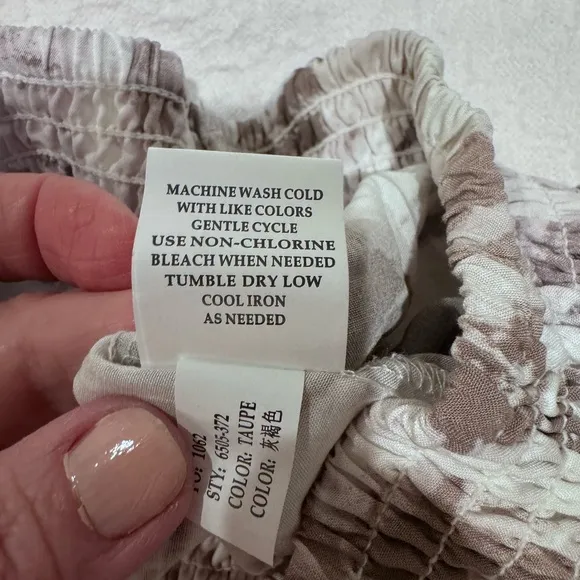 MACHINE WASH COLD
WITH LIKE COLORS
GENTLE CYCLE
USE NON-CHLORINE
BLEACH WHEN NEEDED
TUMBLE DRY LOW
COOL IRON
AS NEEDED
1062
STY: 6505-372
COLOR: TAUPE
COLOR: 灰褐色